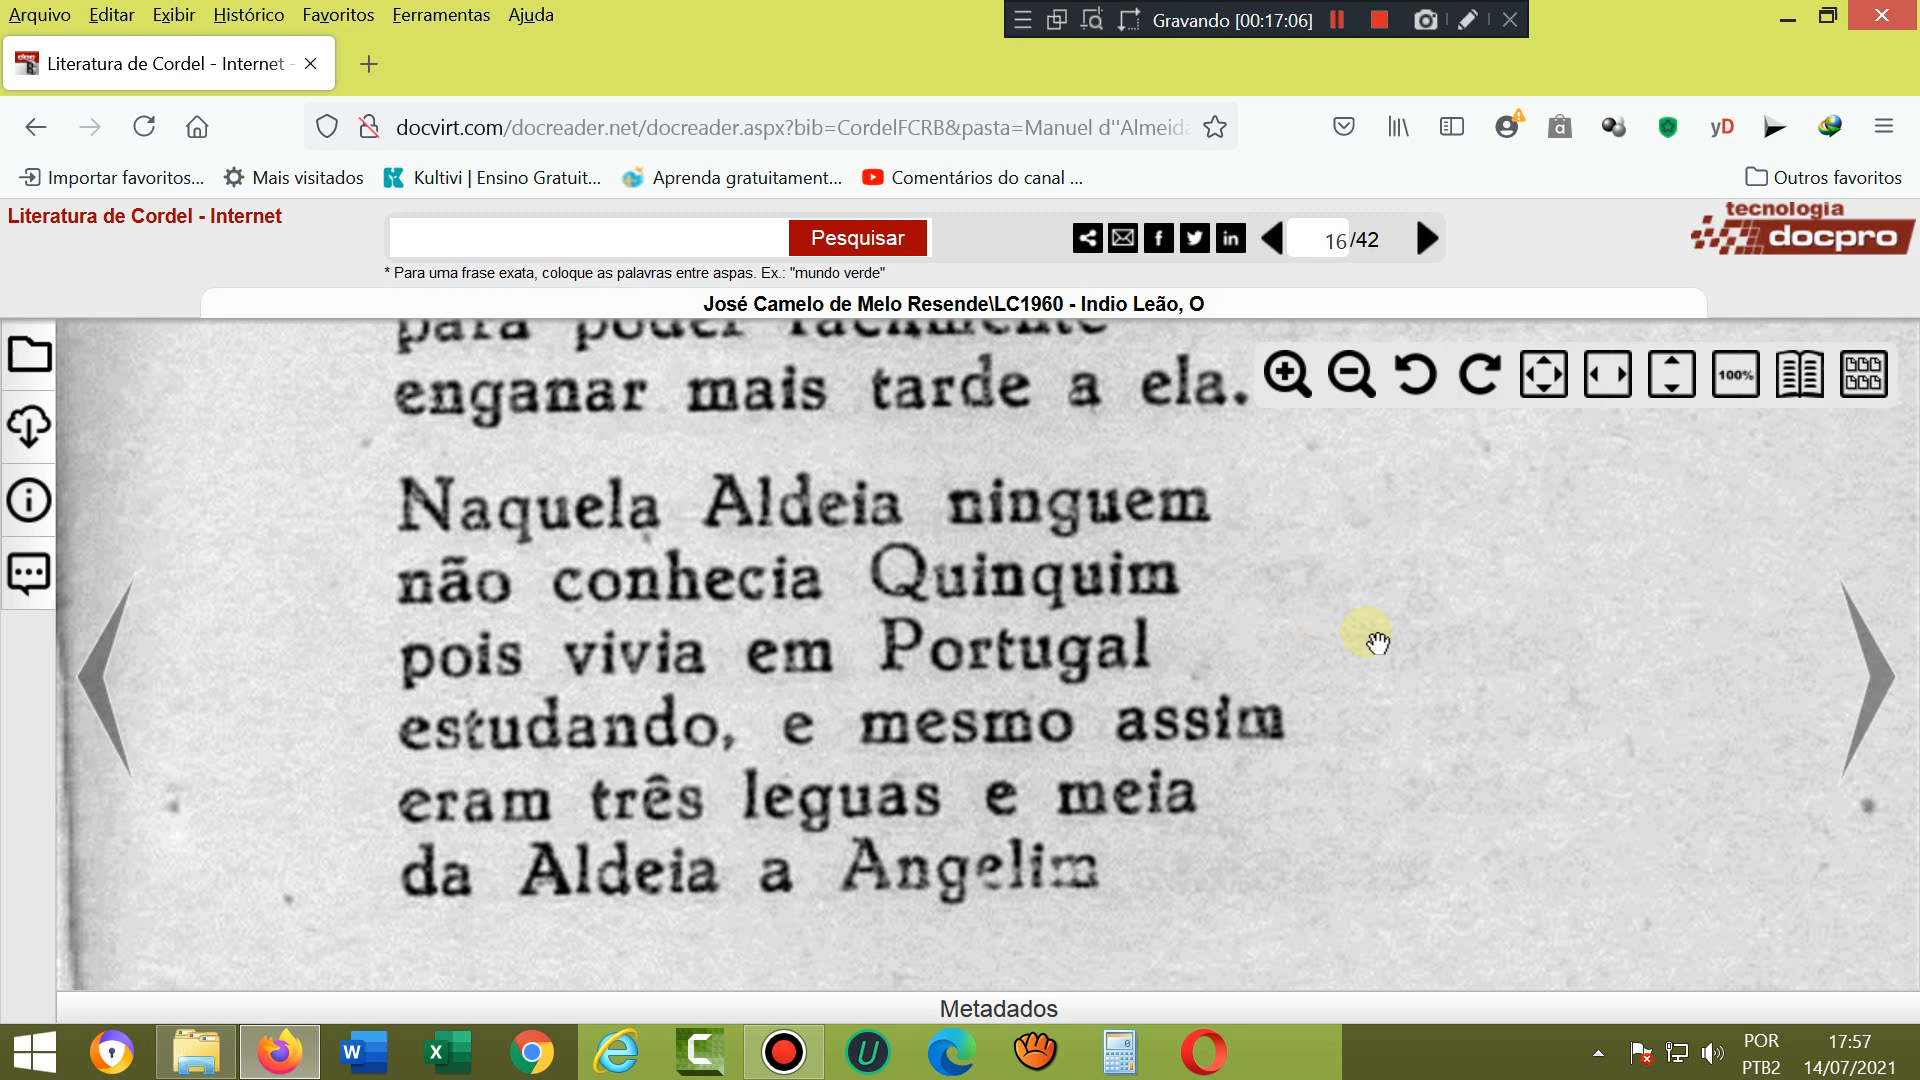 Arquivo Editar Exibir Histórico Favoritos Ferramentas Ajuda
Gravando [00:17:06]
Literatura de Cordel - Internet -
docvirt.com/docreader.net/docreader.aspx?bib=CordelFCRB&pasta=Manuel d''Almeida
Importar favoritos... Mais visitados Kultivi | Ensino Gratuit... Aprenda gratuitament... Comentários do canal ... Outros favoritos
Literatura de Cordel - Internet
Pesquisar
16 /42
tecnologia
docpro
* Para uma frase exata, coloque as palavras entre aspas. Ex.: "mundo verde"
José Camelo de Melo Resende\LC1960 - Indio Leão, O
para poder facilmente
enganar mais tarde a ela.
100%
Naquela Aldeia ninguem
não conhecia Quinquim
pois vivia em Portugal
estudando, e mesmo assim
eram três leguas e meia
da Aldeia a Angelim
Metadados
POR
PTB2
17:57
14/07/2021